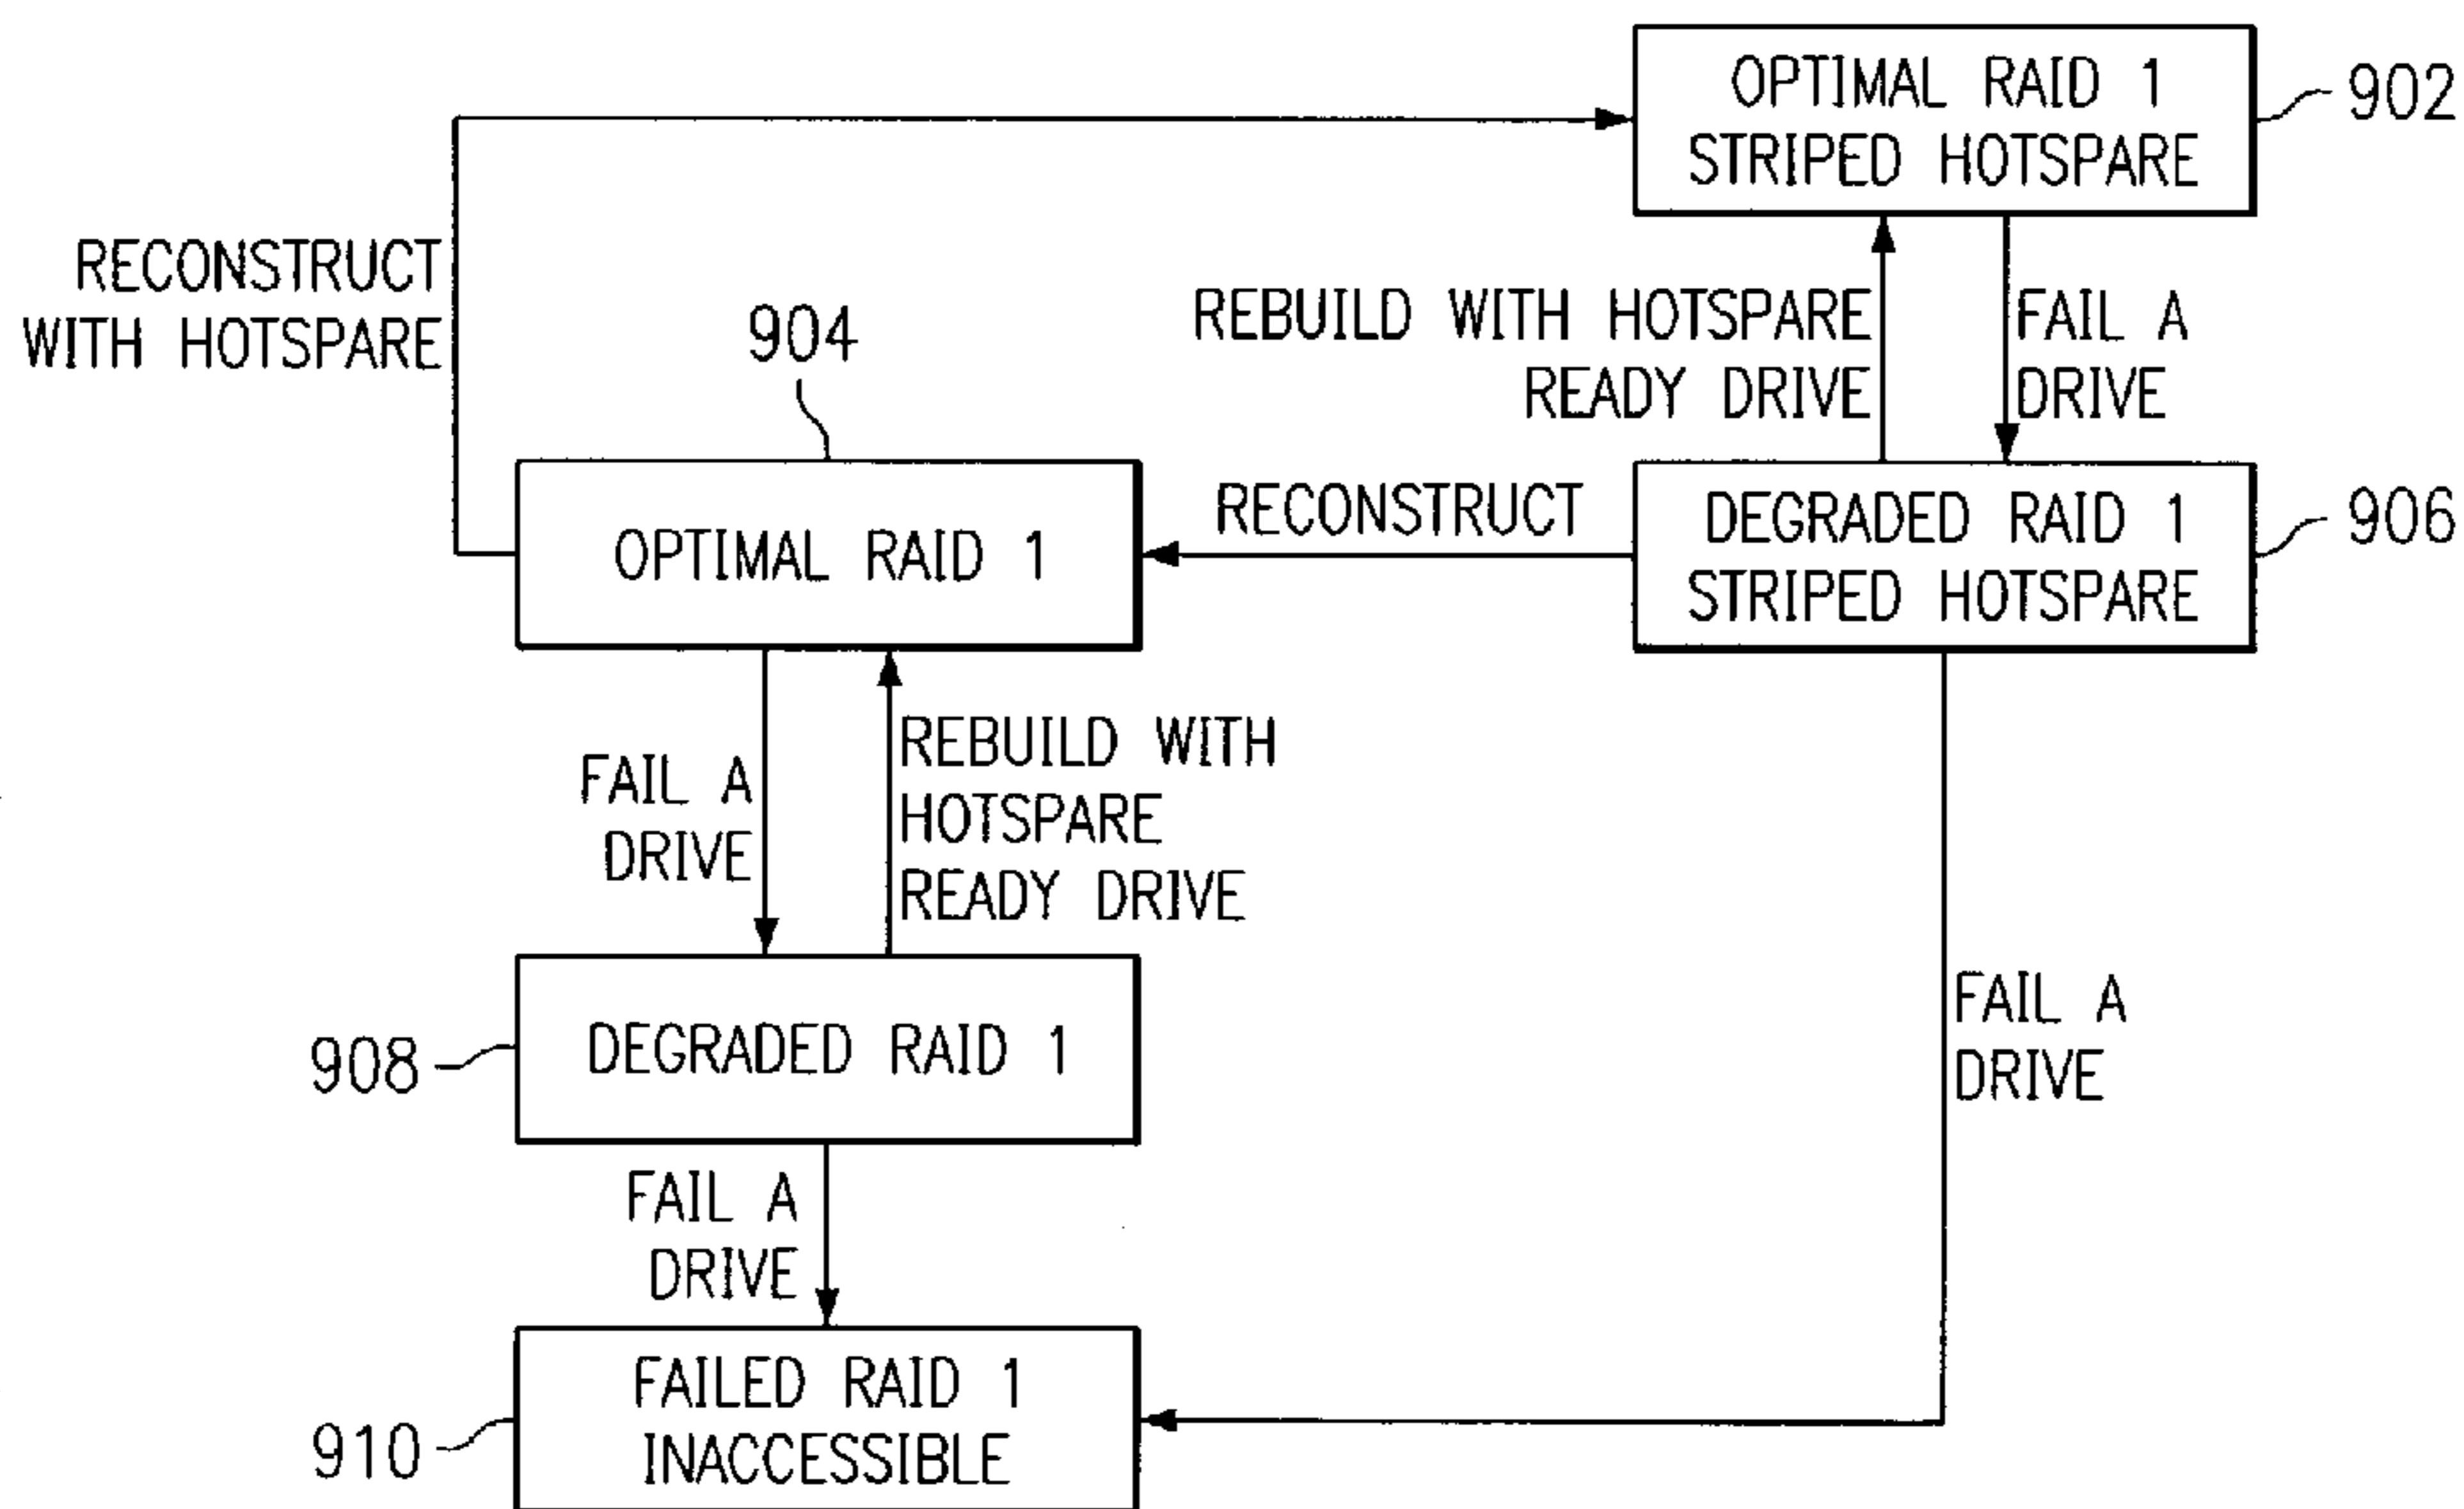 OPTIMAL RAID 1
STRIPED HOTSPARE
902
RECONSTRUCT
WITH HOTSPARE
904
REBUILD WITH HOTSPARE
READY DRIVE
FAIL A
DRIVE
OPTIMAL RAID 1
RECONSTRUCT
DEGRADED RAID 1
STRIPED HOTSPARE
906
FAIL A
DRIVE
REBUILD WITH
HOTSPARE
READY DRIVE
908
DEGRADED RAID 1
FAIL A
DRIVE
FAIL A
DRIVE
910
FAILED RAID 1
INACCESSIBLE